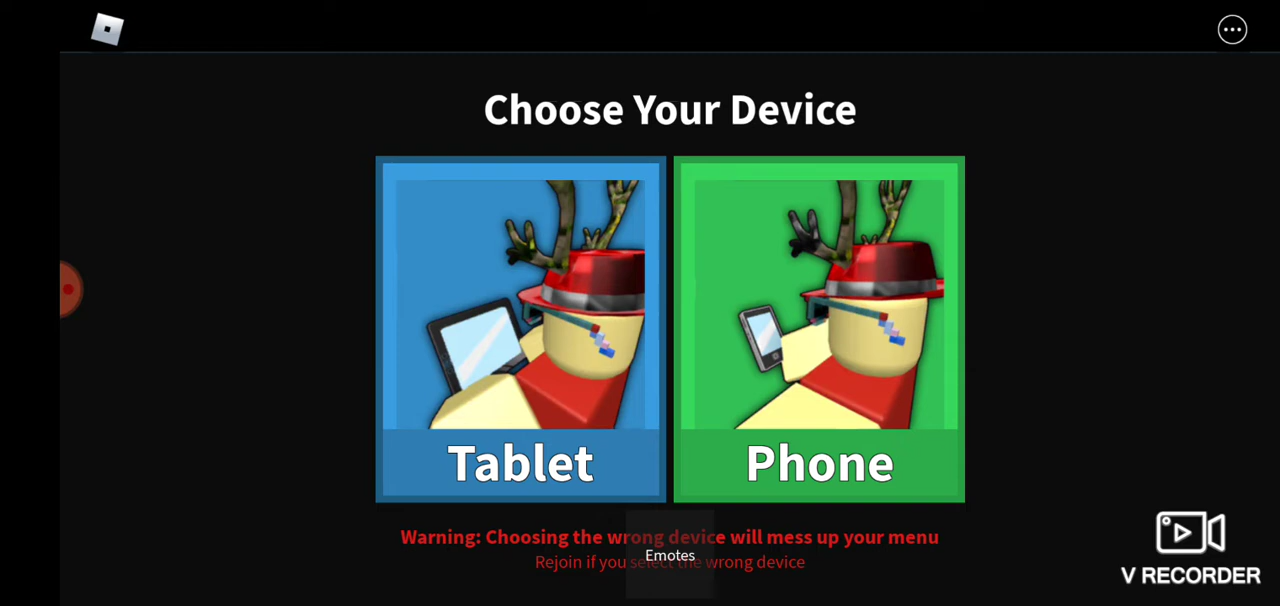 Choose Your Device
Tablet
Phone
Warning: Choosing the wrong device will mess up your menu
Rejoin if you select the wrong device
Emotes
V RECORDER